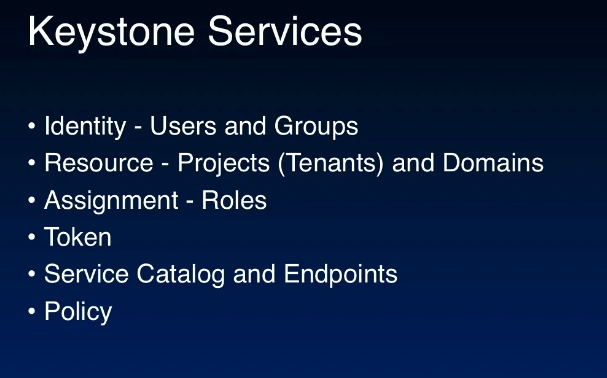 Keystone Services
• Identity - Users and Groups
• Resource - Projects (Tenants) and Domains
• Assignment - Roles
• Token
• Service Catalog and Endpoints
• Policy